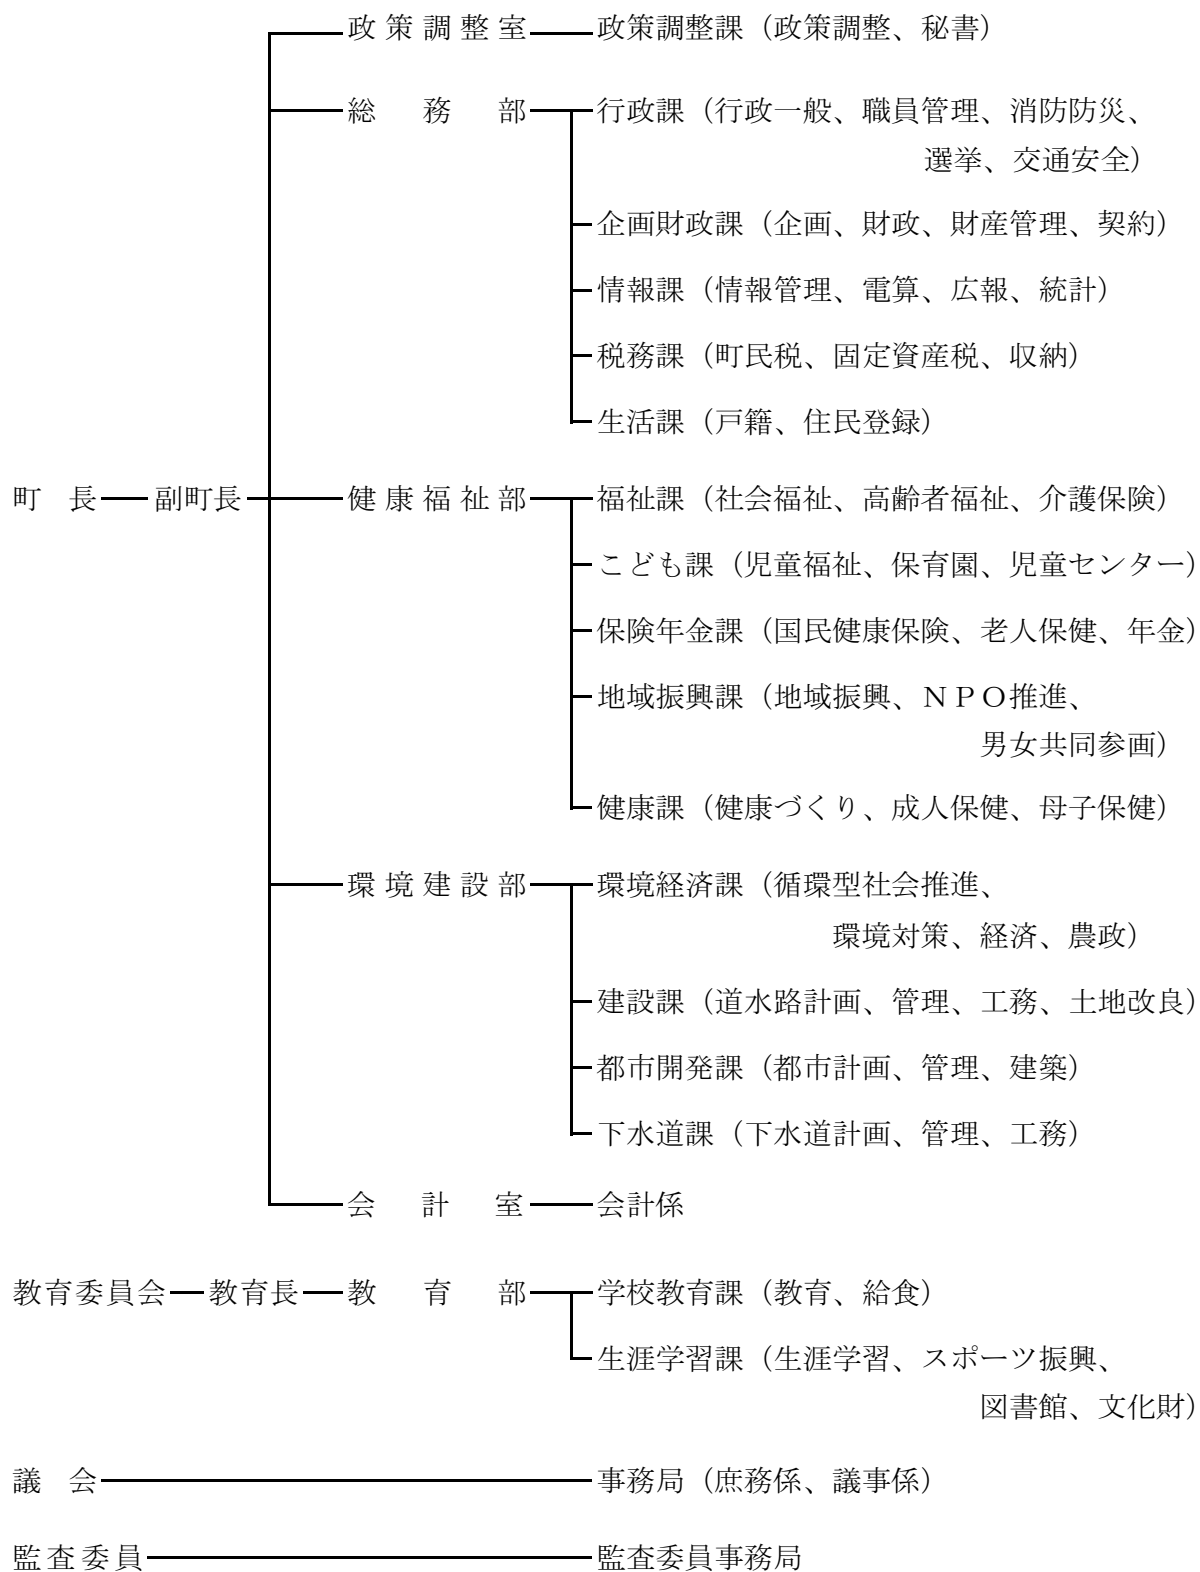 政策調整室 政策調整課（政策調整、秘書）
総務部 行政課（行政一般、職員管理、消防防災、
選挙、交通安全）
企画財政課（企画、財政、財産管理、契約）
情報課（情報管理、電算、広報、統計）
税務課（町民税、固定資産税、収納）
生活課（戸籍、住民登録）
町長 副町長 健康福祉部 福祉課（社会福祉、高齢者福祉、介護保険）
こども課（児童福祉、保育園、児童センター）
保険年金課（国民健康保険、老人保健、年金）
地域振興課（地域振興、ＮＰＯ推進、
男女共同参画）
健康課（健康づくり、成人保健、母子保健）
環境建設部 環境経済課（循環型社会推進、
環境対策、経済、農政）
建設課（道水路計画、管理、工務、土地改良）
都市開発課（都市計画、管理、建築）
下水道課（下水道計画、管理、工務）
会計室 会計係
教育委員会 教育長 教育部 学校教育課（教育、給食）
生涯学習課（生涯学習、スポーツ振興、
図書館、文化財）
議会 事務局（庶務係、議事係）
監査委員 監査委員事務局